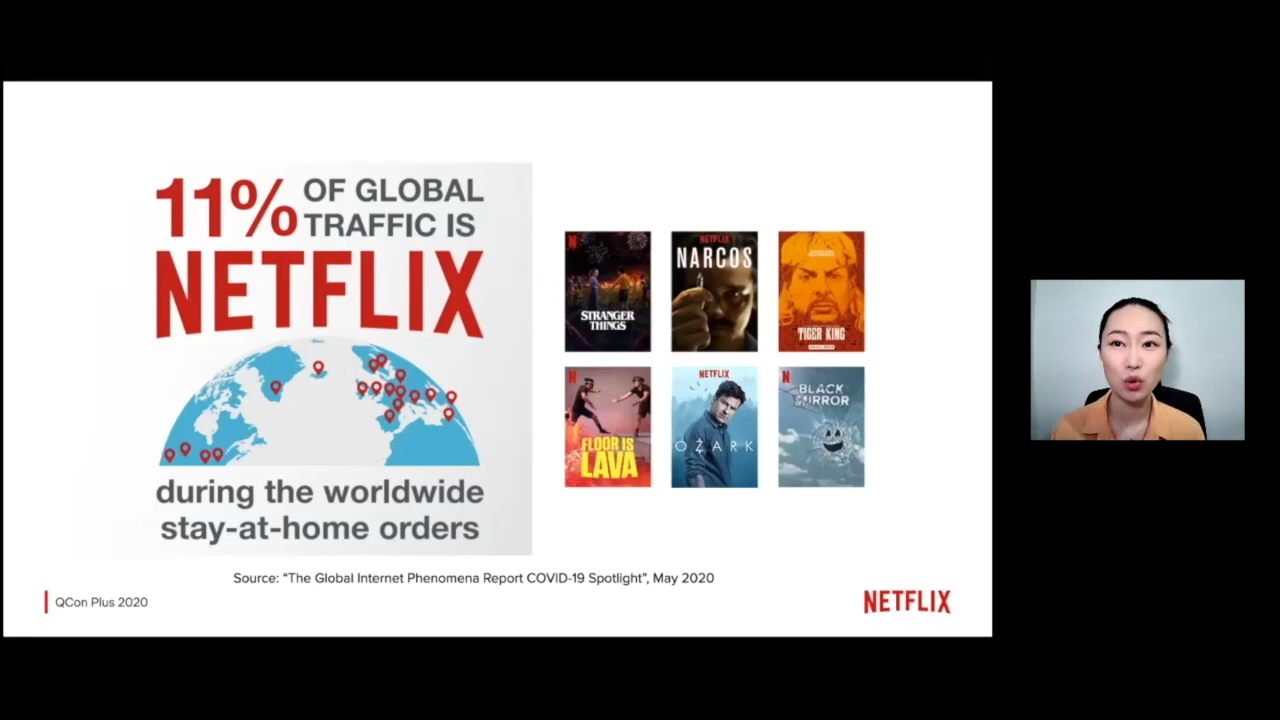 11% OF GLOBAL
TRAFFIC IS
NETFLIX
during the worldwide
stay-at-home orders
N
STRANGER
THINGS
NETFLIX
NARCOS
TIGER KING
N
FLOOR IS
LAVA
NETFLIX
OZARK
N
BLACK
MIRROR
Source: “The Global Internet Phenomena Report COVID-19 Spotlight”, May 2020
QCon Plus 2020
NETFLIX